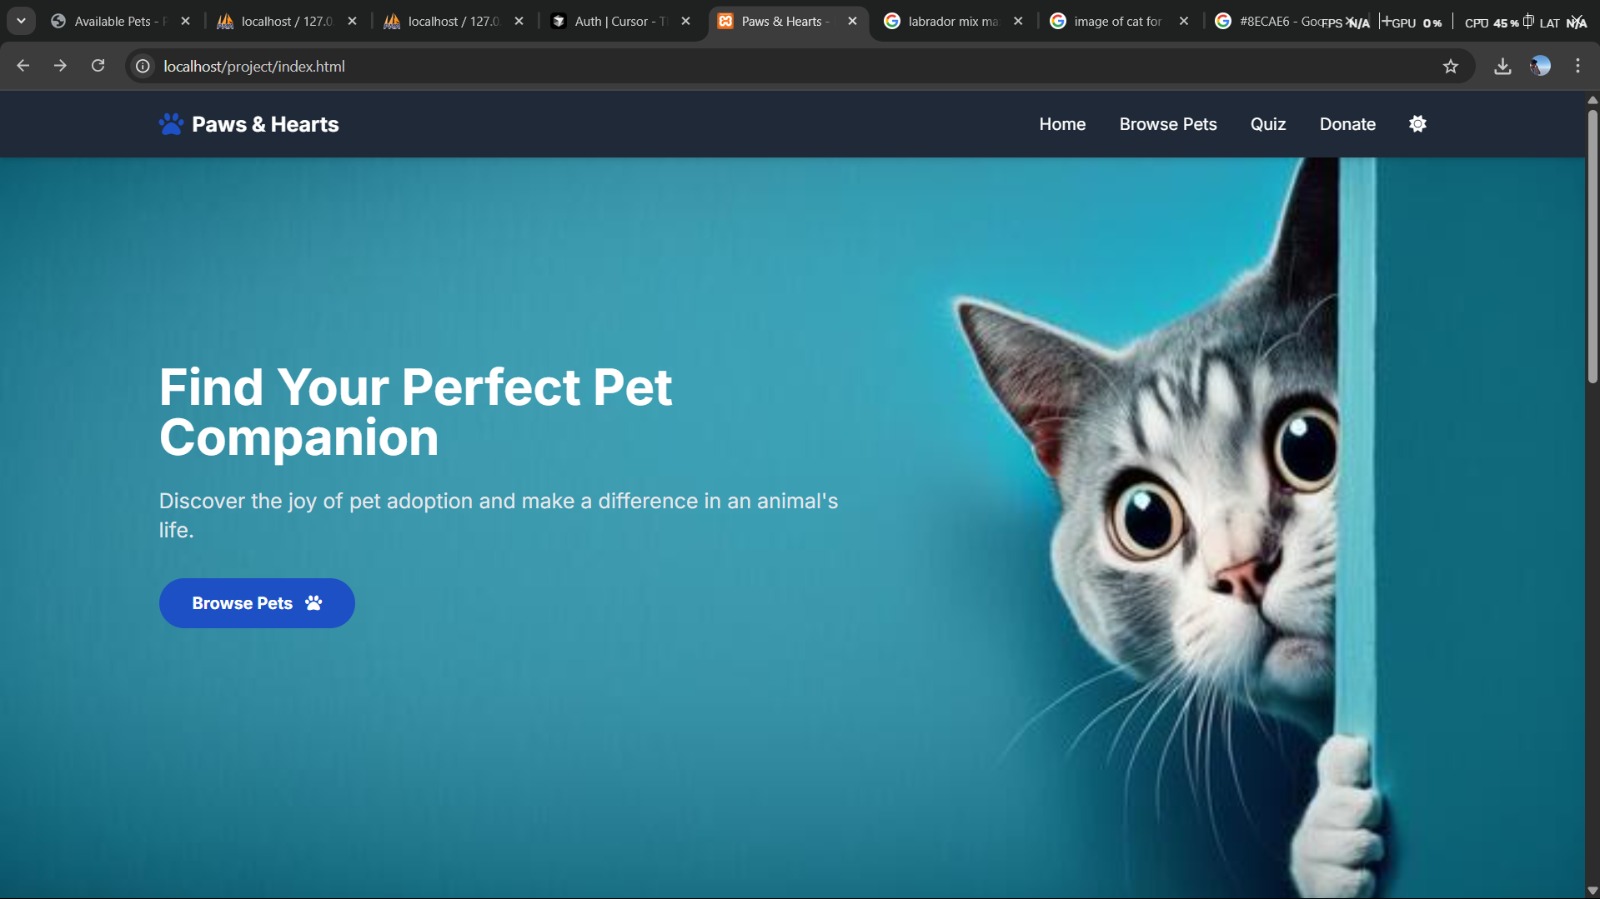 Available Pets -
localhost / 127.0
localhost / 127.0.
Auth | Cursor -
Paws & Hearts -
labrador mix ma
image of cat for
#8ECAE6 -
FPS N/A
GPU 0 %
CPU 45 %
LAT N/A
localhost/project/index.html
Paws & Hearts
Home
Browse Pets
Quiz
Donate
Find Your Perfect Pet
Companion
Discover the joy of pet adoption and make a difference in an animal's
life.
Browse Pets